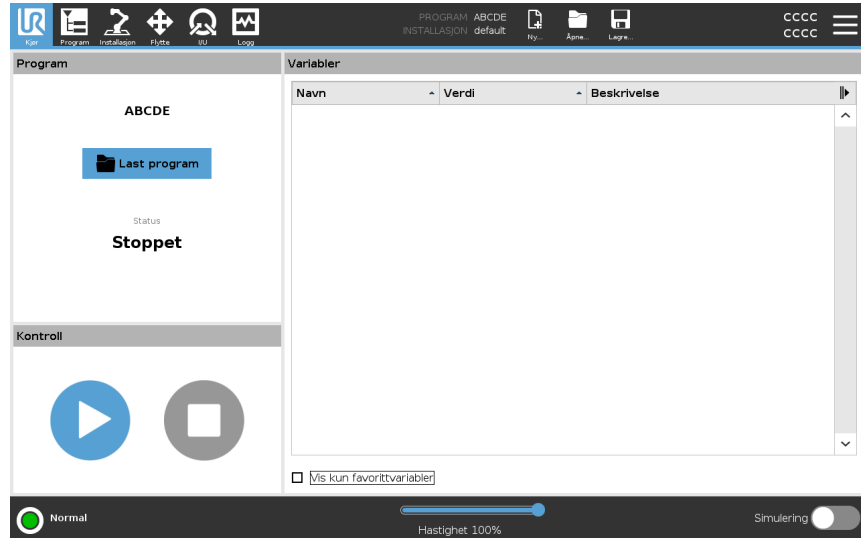 UR
Kjør
Program
Installasjon
Flytte
I/U
Logg
PROGRAM ABCDE
INSTALLASJON default
Ny...
Åpne...
Lagre...
CCCC
CCCC
Program
ABCDE
Last program
Status
Stoppet
Kontroll
Variabler
Navn
Verdi
Beskrivelse
Vis kun favorittvariabler
Normal
Hastighet 100%
Simulering